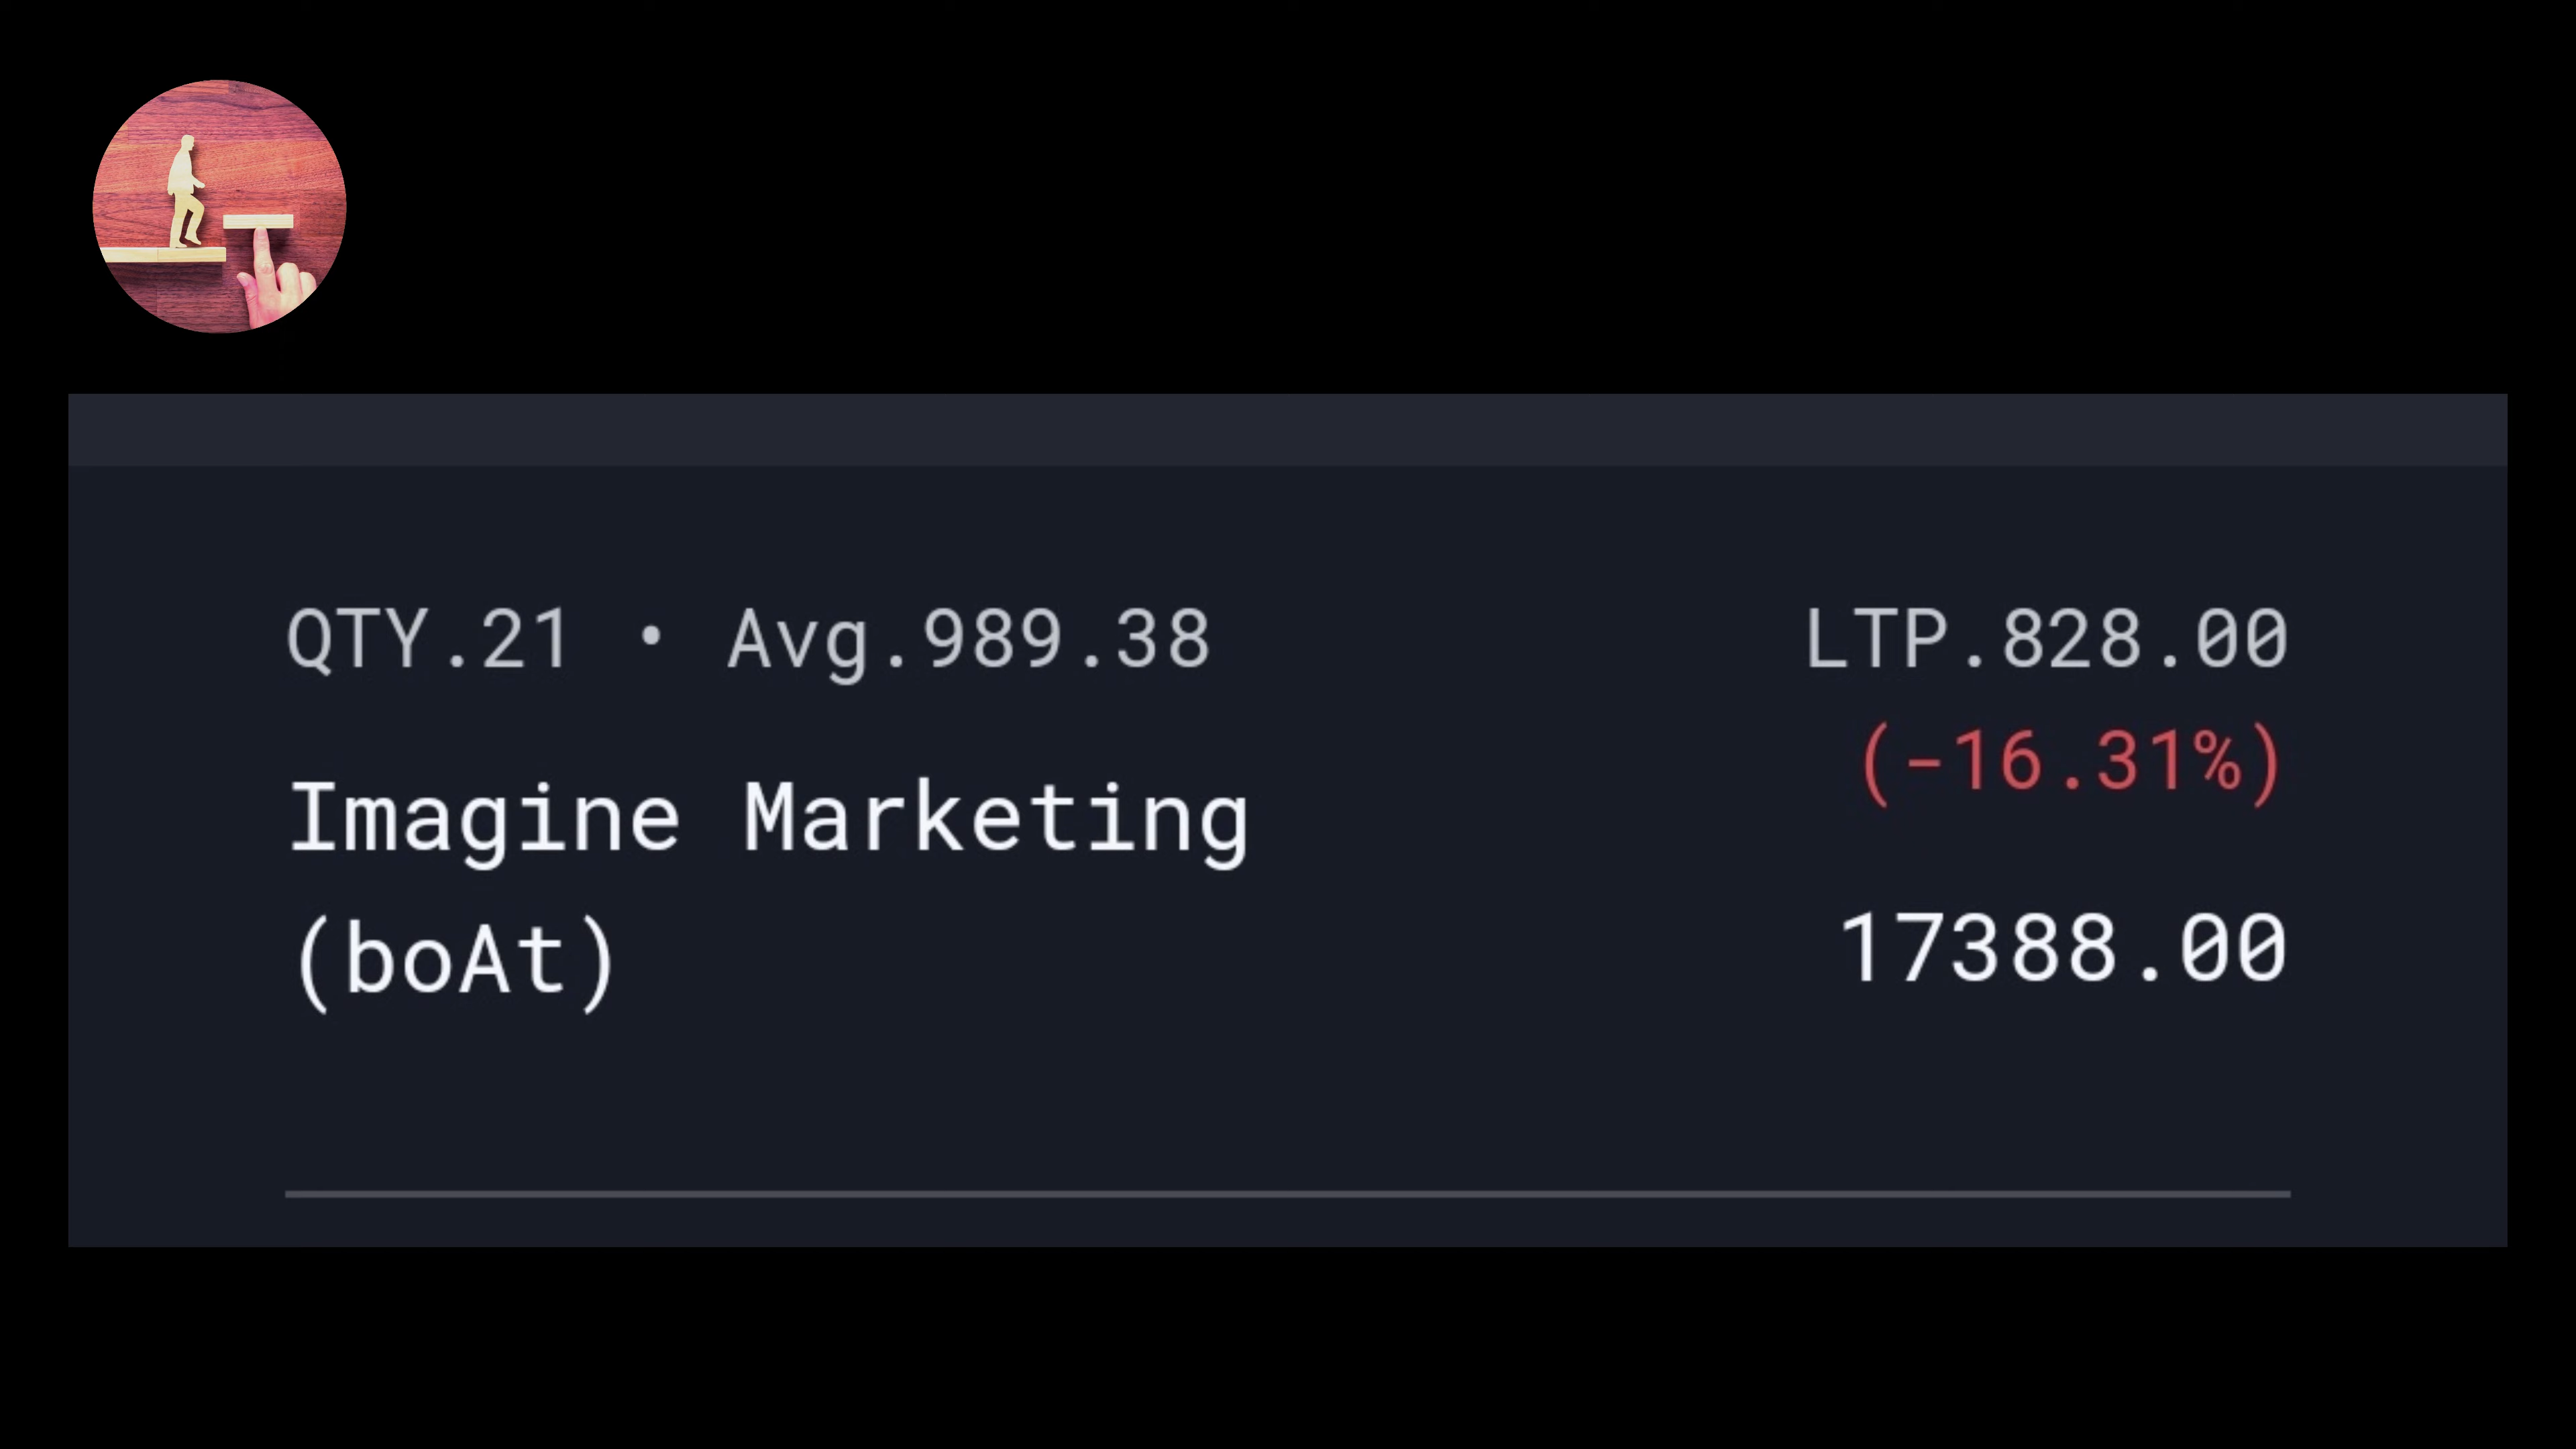 QTY.21 • Avg.989.38
LTP.828.00
(-16.31%)
Imagine Marketing
(boAt)
17388.00